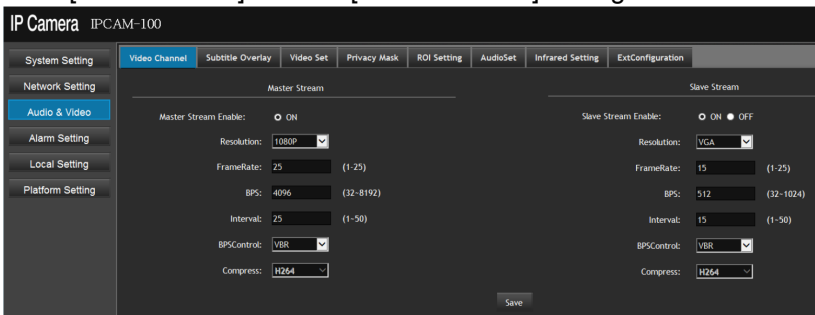 IP Camera IPCAM-100
System Setting
Network Setting
Audio & Video
Alarm Setting
Local Setting
Platform Setting
Video Channel Subtitle Overlay Video Set Privacy Mask ROI Setting AudioSet Infrared Setting ExtConfiguration
Master Stream
Master Stream Enable: ON
Resolution: 1080P
FrameRate: 25 (1-25)
BPS: 4096 (32~8192)
Interval: 25 (1~50)
BPSControl: VBR
Compress: H264
Slave Stream
Slave Stream Enable: ON OFF
Resolution: VGA
FrameRate: 15 (1-25)
BPS: 512 (32~1024)
Interval: 15 (1~50)
BPSControl: VBR
Compress: H264
Save